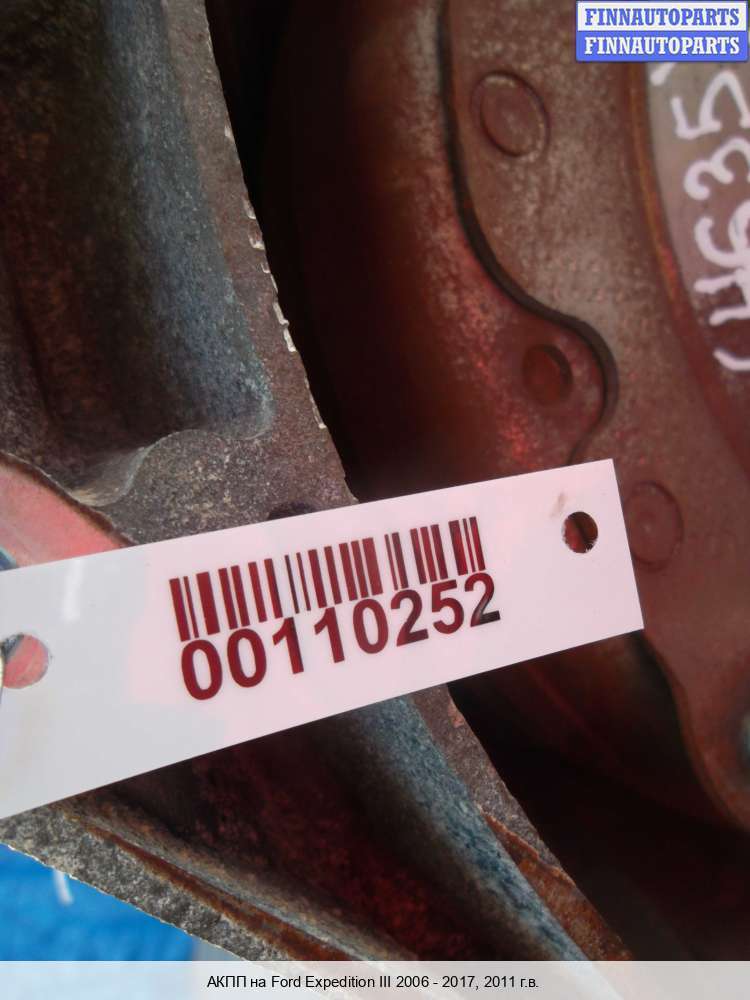 FINNAUTOPARTS
FINNAUTOPARTS
00110252
АКПП на Ford Expedition III 2006 - 2017, 2011 г.в.